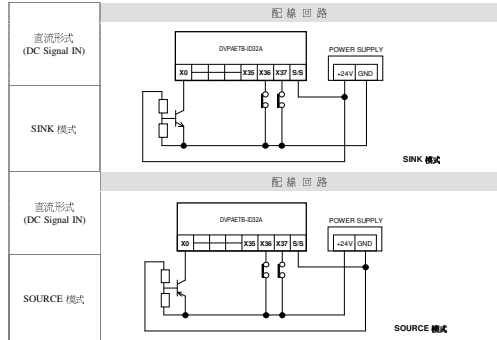 配線回路
直流形式
(DC Signal IN)
SINK 模式
DVPAETB-ID32A
X0 X35 X36 X37 S/S
POWER SUPPLY
+24V GND
SINK 模式
配線回路
直流形式
(DC Signal IN)
SOURCE 模式
DVPAETB-ID32A
X0 X35 X36 X37 S/S
POWER SUPPLY
+24V GND
SOURCE 模式